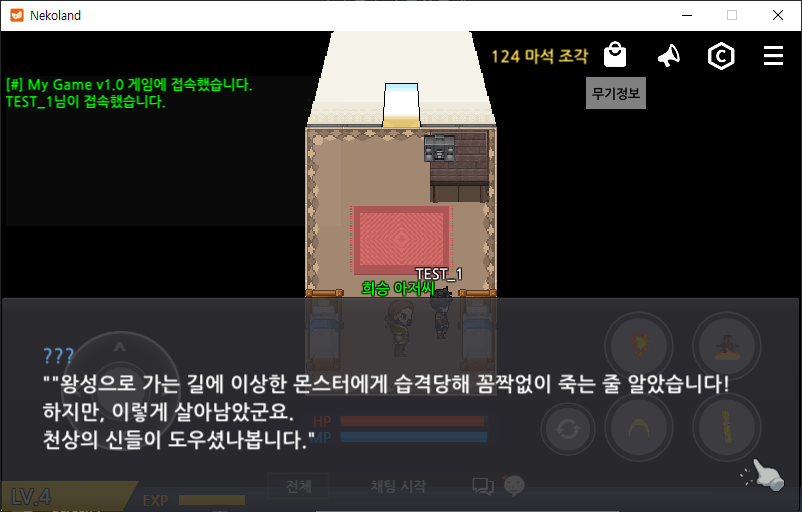 Nekoland
124 마석 조각
[#] My Game v1.0 게임에 접속했습니다.
TEST_1님이 접속했습니다.
무기정보
TEST_1
희승 아저씨
???
""왕성으로 가는 길에 이상한 몬스터에게 습격당해 꼼짝없이 죽는 줄 알았습니다!
하지만, 이렇게 살아남았군요.
천상의 신들이 도우셨나봅니다."
HP
MP
전체
채팅 시작
LV.4
EXP